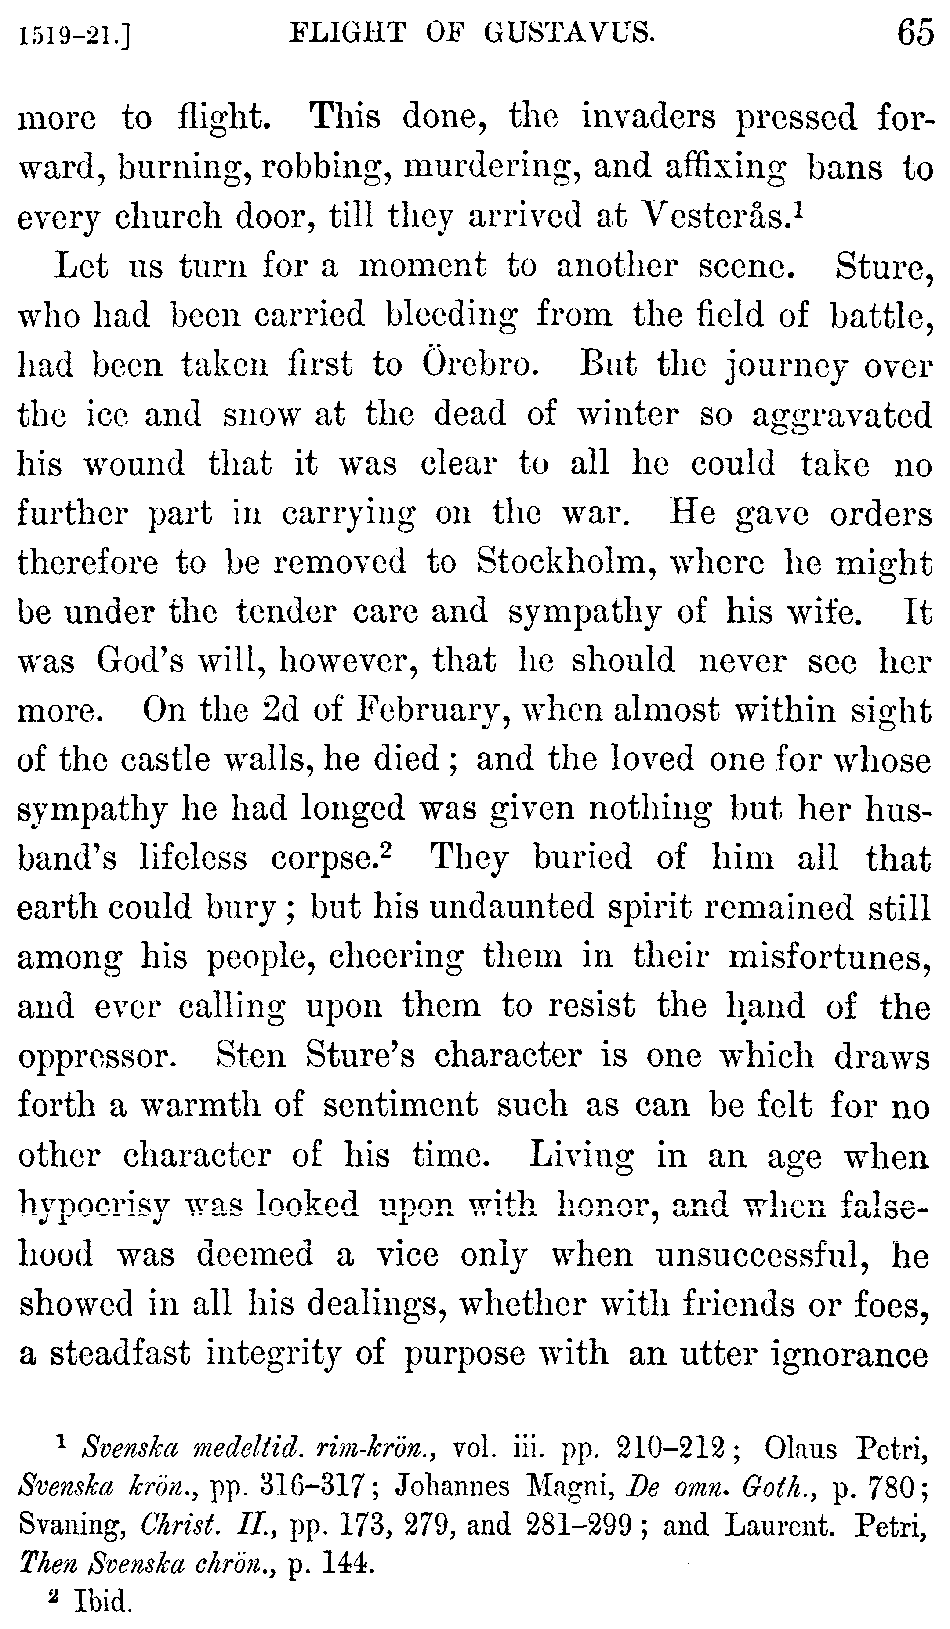 1519-21.] FLIGHT OF GUSTAVUS. 65
more to flight. This done, the invaders pressed for-
ward, burning, robbing, murdering, and affixing bans to
every church door, till they arrived at Vesterås.¹
Let us turn for a moment to another scene. Sture,
who had been carried bleeding from the field of battle,
had been taken first to Örebro. But the journey over
the ice and snow at the dead of winter so aggravated
his wound that it was clear to all he could take no
further part in carrying on the war. He gave orders
therefore to be removed to Stockholm, where he might
be under the tender care and sympathy of his wife. It
was God's will, however, that he should never see her
more. On the 2d of February, when almost within sight
of the castle walls, he died; and the loved one for whose
sympathy he had longed was given nothing but her hus-
band's lifeless corpse.² They buried of him all that
earth could bury; but his undaunted spirit remained still
among his people, cheering them in their misfortunes,
and ever calling upon them to resist the hand of the
oppressor. Sten Sture's character is one which draws
forth a warmth of sentiment such as can be felt for no
other character of his time. Living in an age when
hypocrisy was looked upon with honor, and when false-
hood was deemed a vice only when unsuccessful, he
showed in all his dealings, whether with friends or foes,
a steadfast integrity of purpose with an utter ignorance
¹ Svenska medeltid. rim-krön., vol. iii. pp. 210-212; Olaus Petri,
Svenska krön., pp. 316-317; Johannes Magni, De omn. Goth., p. 780;
Svaning, Christ. II., pp. 173, 279, and 281-299; and Laurent. Petri,
Then Svenska chrön., p. 144.
² Ibid.